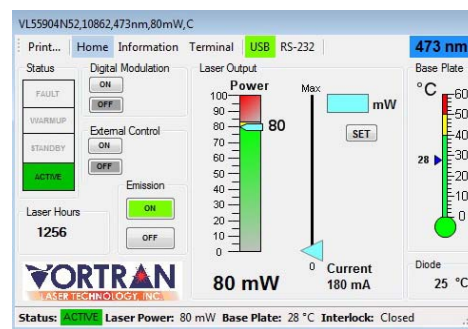 VL55904N52,10862,473nm,80mW,C
Print... Home Information Terminal USB RS-232 473 nm
Status Digital Modulation Laser Output Base Plate
FAULT
WARMUP
STANDBY
ACTIVE
ON
OFF
External Control
ON
OFF
Emission
ON
OFF
Laser Hours
1256
VORTRAN
LASER TECHNOLOGY, INC.
Power
100
90
80
70
60
50
40
30
20
10
0
80
80 mW
Max
0
mW
SET
Current
180 mA
°C
60
50
40
30
20
10
0
28
Diode
25 °C
Status: ACTIVE Laser Power: 80 mW Base Plate: 28 °C Interlock: Closed